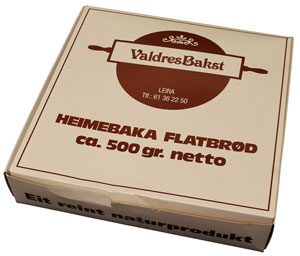 ValdresBakst
LEIRA
Tlf.: 61 36 22 50
HEIMEBAKA FLATBRØD
ca. 500 gr. netto
Eit reint naturprodukt